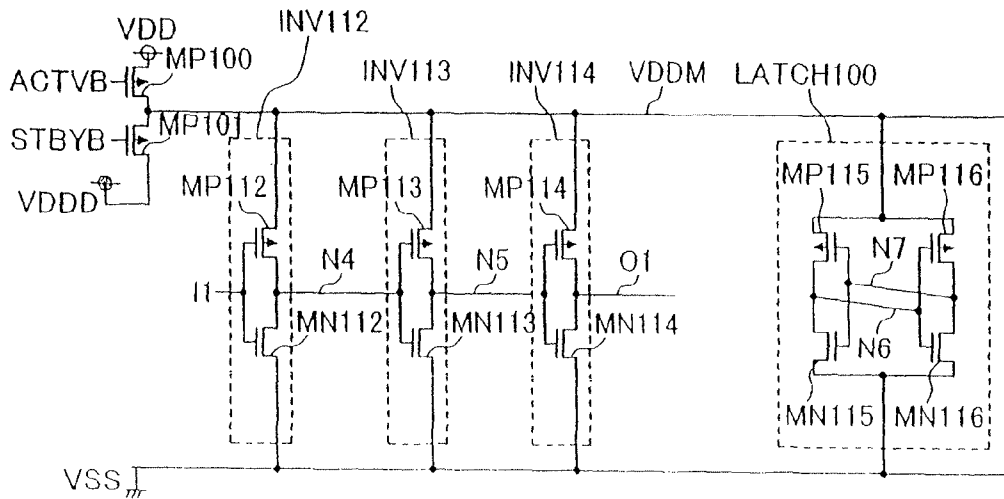 VDD
INV112
MP100
ACTVB
INV113
INV114
VDDM
LATCH100
STBYB
MP101
VDDD
MP112
MP113
MP114
MP115
MP116
I1
N4
N5
O1
N7
N6
MN112
MN113
MN114
MN115
MN116
VSS